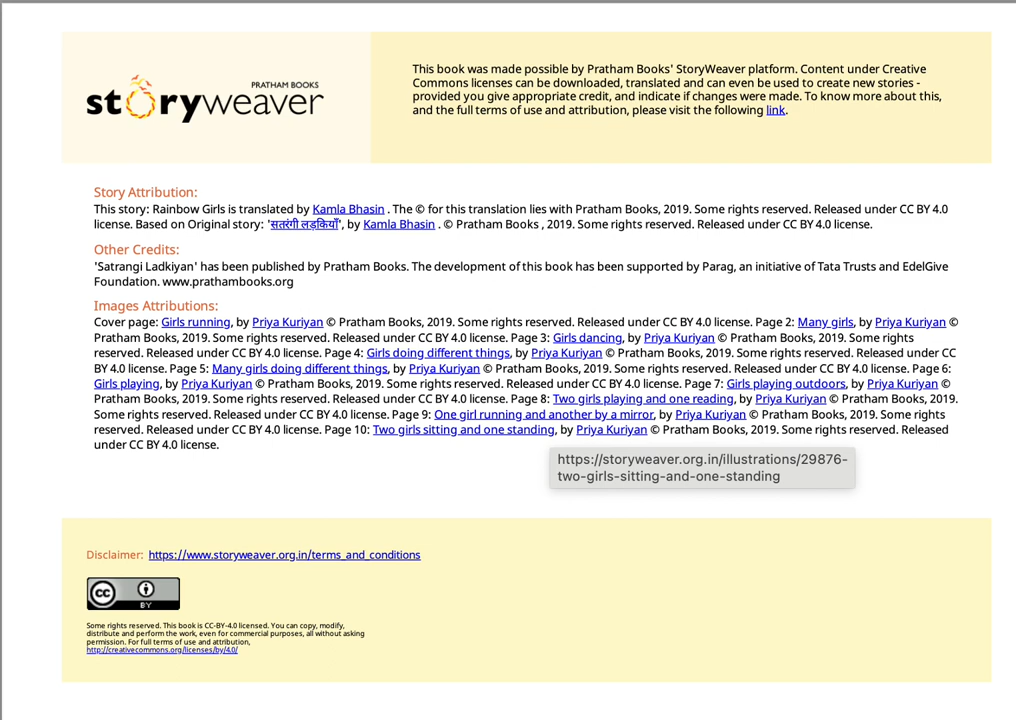 PRATHAM BOOKS
storyweaver
This book was made possible by Pratham Books' StoryWeaver platform. Content under Creative
Commons licenses can be downloaded, translated and can even be used to create new stories -
provided you give appropriate credit, and indicate if changes were made. To know more about this,
and the full terms of use and attribution, please visit the following link.
Story Attribution:
This story: Rainbow Girls is translated by Kamla Bhasin . The © for this translation lies with Pratham Books, 2019. Some rights reserved. Released under CC BY 4.0
license. Based on Original story: 'सतरंगी लड़कियाँ', by Kamla Bhasin . © Pratham Books , 2019. Some rights reserved. Released under CC BY 4.0 license.
Other Credits:
'Satrangi Ladkiyan' has been published by Pratham Books. The development of this book has been supported by Parag, an initiative of Tata Trusts and EdelGive
Foundation. www.prathambooks.org
Images Attributions:
Cover page: Girls running, by Priya Kuriyan © Pratham Books, 2019. Some rights reserved. Released under CC BY 4.0 license. Page 2: Many girls, by Priya Kuriyan ©
Pratham Books, 2019. Some rights reserved. Released under CC BY 4.0 license. Page 3: Girls dancing, by Priya Kuriyan © Pratham Books, 2019. Some rights
reserved. Released under CC BY 4.0 license. Page 4: Girls doing different things, by Priya Kuriyan © Pratham Books, 2019. Some rights reserved. Released under CC
BY 4.0 license. Page 5: Many girls doing different things, by Priya Kuriyan © Pratham Books, 2019. Some rights reserved. Released under CC BY 4.0 license. Page 6:
Girls playing, by Priya Kuriyan © Pratham Books, 2019. Some rights reserved. Released under CC BY 4.0 license. Page 7: Girls playing outdoors, by Priya Kuriyan ©
Pratham Books, 2019. Some rights reserved. Released under CC BY 4.0 license. Page 8: Two girls playing and one reading, by Priya Kuriyan © Pratham Books, 2019.
Some rights reserved. Released under CC BY 4.0 license. Page 9: One girl running and another by a mirror, by Priya Kuriyan © Pratham Books, 2019. Some rights
reserved. Released under CC BY 4.0 license. Page 10: Two girls sitting and one standing, by Priya Kuriyan © Pratham Books, 2019. Some rights reserved. Released
under CC BY 4.0 license.
https://storyweaver.org.in/illustrations/29876-
two-girls-sitting-and-one-standing
Disclaimer: https://www.storyweaver.org.in/terms_and_conditions
cc
BY
Some rights reserved. This book is CC-BY-4.0 licensed. You can copy, modify,
distribute and perform the work, even for commercial purposes, all without asking
permission. For full terms of use and attribution,
http://creativecommons.org/licenses/by/4.0/